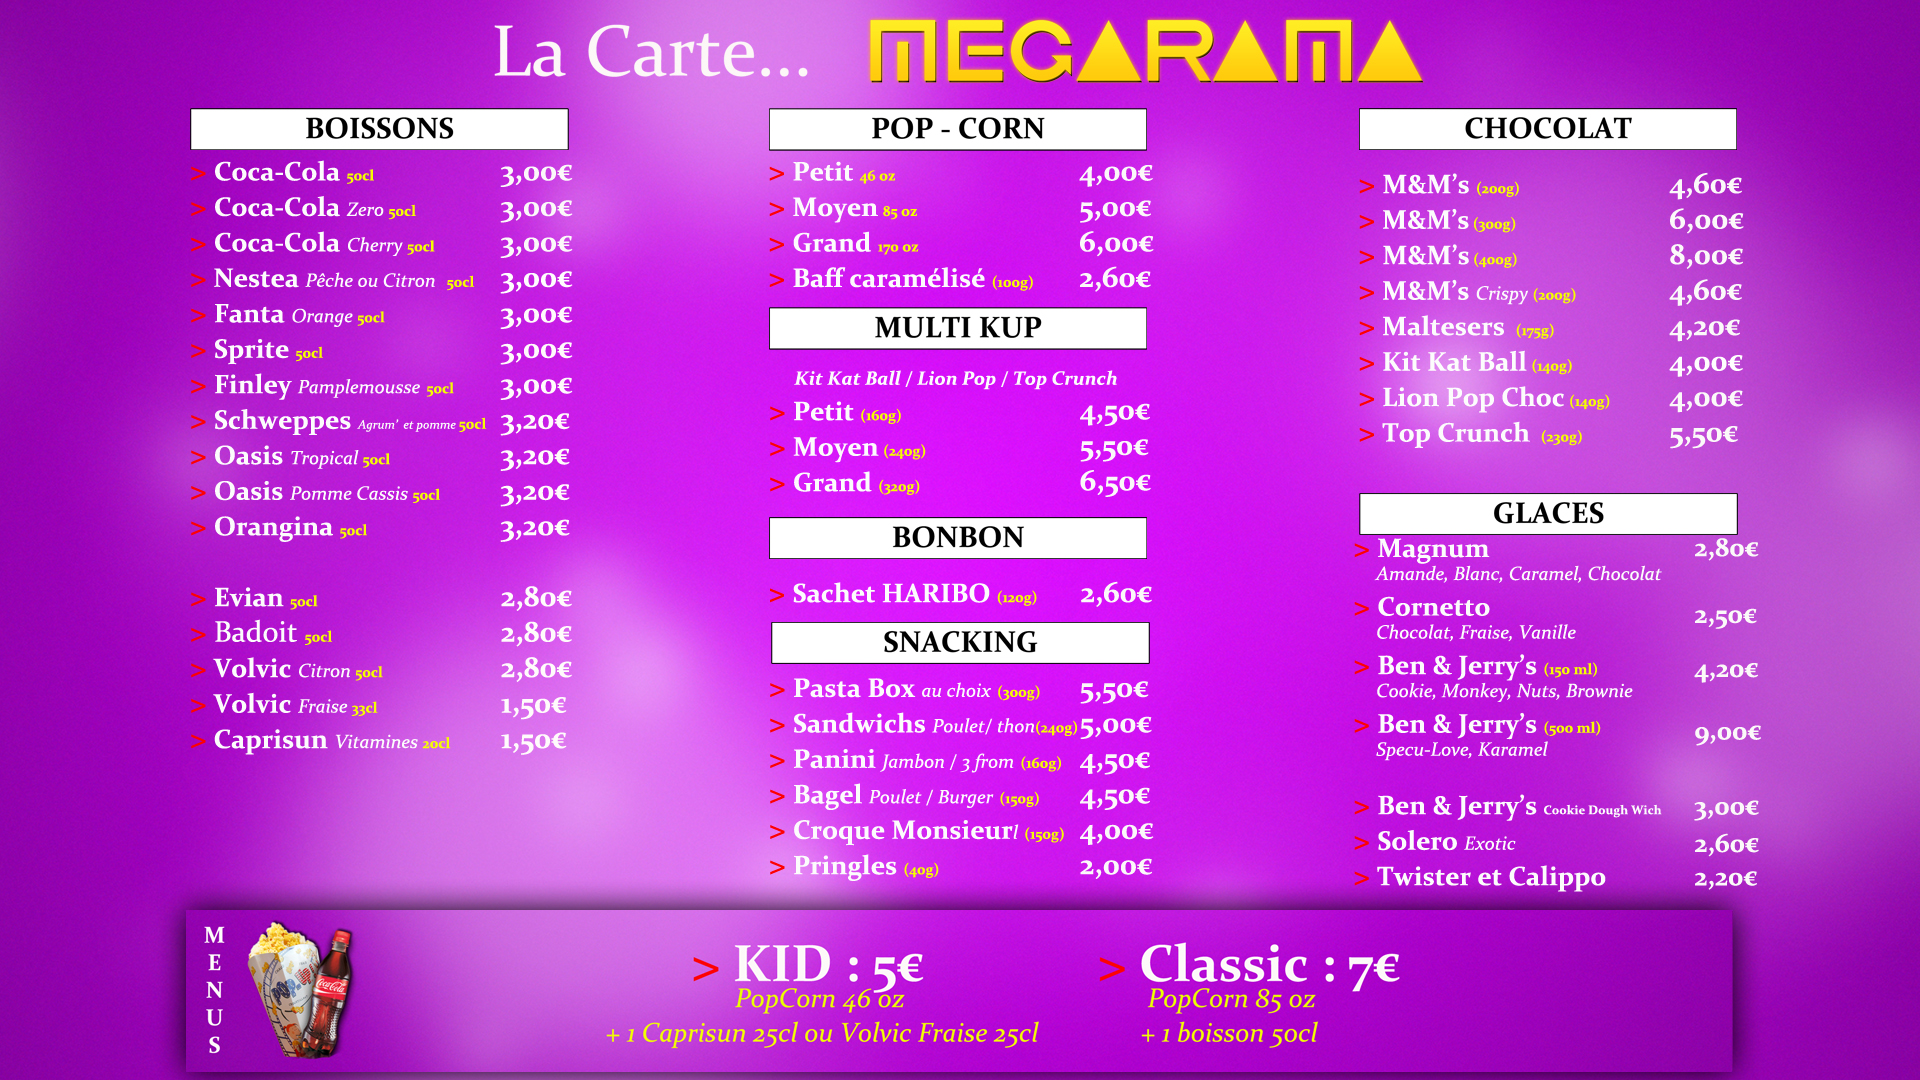 La Carte... MEGARAMA
BOISSONS
> Coca-Cola 50cl 3,00€
> Coca-Cola Zero 50cl 3,00€
> Coca-Cola Cherry 50cl 3,00€
> Nestea Pêche ou Citron 50cl 3,00€
> Fanta Orange 50cl 3,00€
> Sprite 50cl 3,00€
> Finley Pamplemousse 50cl 3,00€
> Schweppes Agrum' et pomme 50cl 3,20€
> Oasis Tropical 50cl 3,20€
> Oasis Pomme Cassis 50cl 3,20€
> Orangina 50cl 3,20€
> Evian 50cl 2,80€
> Badoit 50cl 2,80€
> Volvic Citron 50cl 2,80€
> Volvic Fraise 33cl 1,50€
> Caprisun Vitamines 20cl 1,50€
POP - CORN
> Petit 46 oz 4,00€
> Moyen 85 oz 5,00€
> Grand 170 oz 6,00€
> Baff caramélisé (100g) 2,60€
MULTI KUP
Kit Kat Ball / Lion Pop / Top Crunch
> Petit (160g) 4,50€
> Moyen (240g) 5,50€
> Grand (320g) 6,50€
BONBON
> Sachet HARIBO (120g) 2,60€
SNACKING
> Pasta Box au choix (300g) 5,50€
> Sandwichs Poulet/ thon(240g) 5,00€
> Panini Jambon / 3 from (160g) 4,50€
> Bagel Poulet / Burger (150g) 4,50€
> Croque Monsieurl (150g) 4,00€
> Pringles (40g) 2,00€
CHOCOLAT
> M&M's (200g) 4,60€
> M&M's (300g) 6,00€
> M&M's (400g) 8,00€
> M&M's Crispy (200g) 4,60€
> Maltesers (175g) 4,20€
> Kit Kat Ball (140g) 4,00€
> Lion Pop Choc (140g) 4,00€
> Top Crunch (230g) 5,50€
GLACES
> Magnum 2,80€
Amande, Blanc, Caramel, Chocolat
> Cornetto 2,50€
Chocolat, Fraise, Vanille
> Ben & Jerry's (150 ml) 4,20€
Cookie, Monkey, Nuts, Brownie
> Ben & Jerry's (500 ml) 9,00€
Specu-Love, Karamel
> Ben & Jerry's Cookie Dough Wich 3,00€
> Solero Exotic 2,60€
> Twister et Calippo 2,20€
MENUS
Coca-Cola
> KID : 5€
PopCorn 46 oz
+ 1 Caprisun 25cl ou Volvic Fraise 25cl
> Classic : 7€
PopCorn 85 oz
+ 1 boisson 50cl